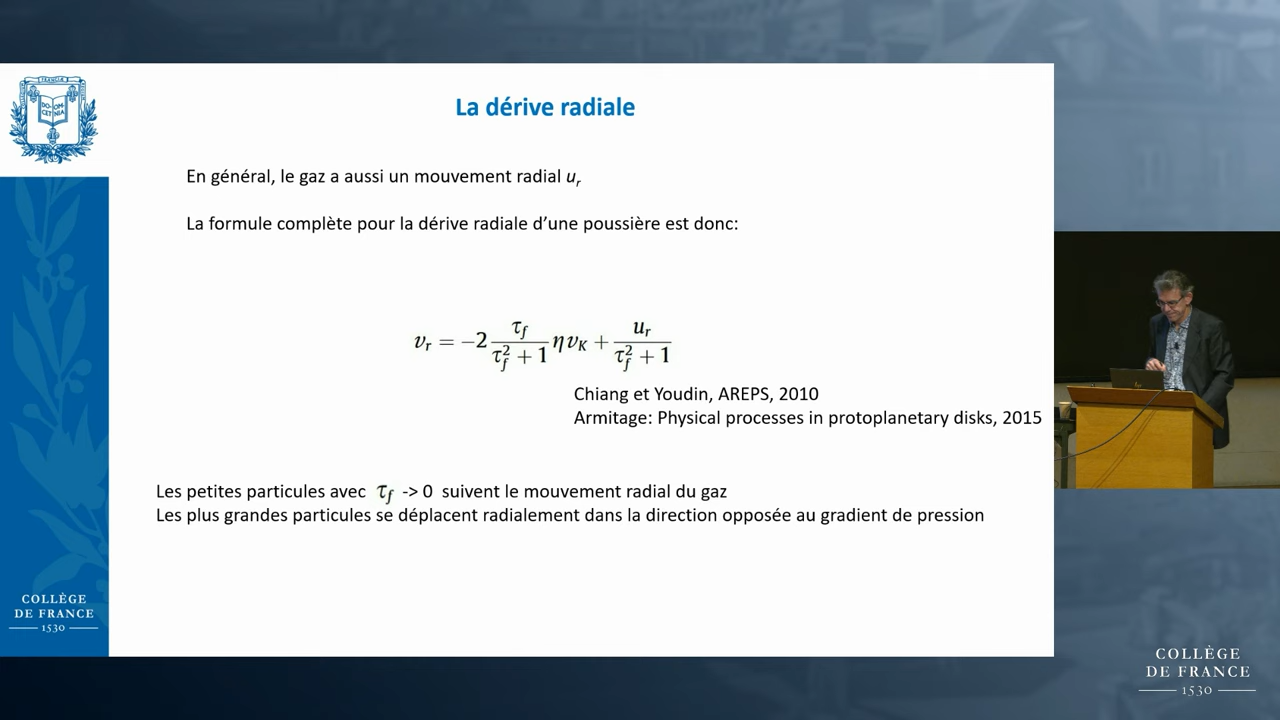 La dérive radiale
En général, le gaz a aussi un mouvement radial u_r
La formule complète pour la dérive radiale d'une poussière est donc:
v_r = -2 τ_f / (τ_f^2 + 1) η v_K + u_r / (τ_f^2 + 1)
Chiang et Youdin, AREPS, 2010
Armitage: Physical processes in protoplanetary disks, 2015
Les petites particules avec τ_f -> 0 suivent le mouvement radial du gaz
Les plus grandes particules se déplacent radialement dans la direction opposée au gradient de pression
COLLÈGE
DE FRANCE
1530
COLLÈGE
DE FRANCE
1530